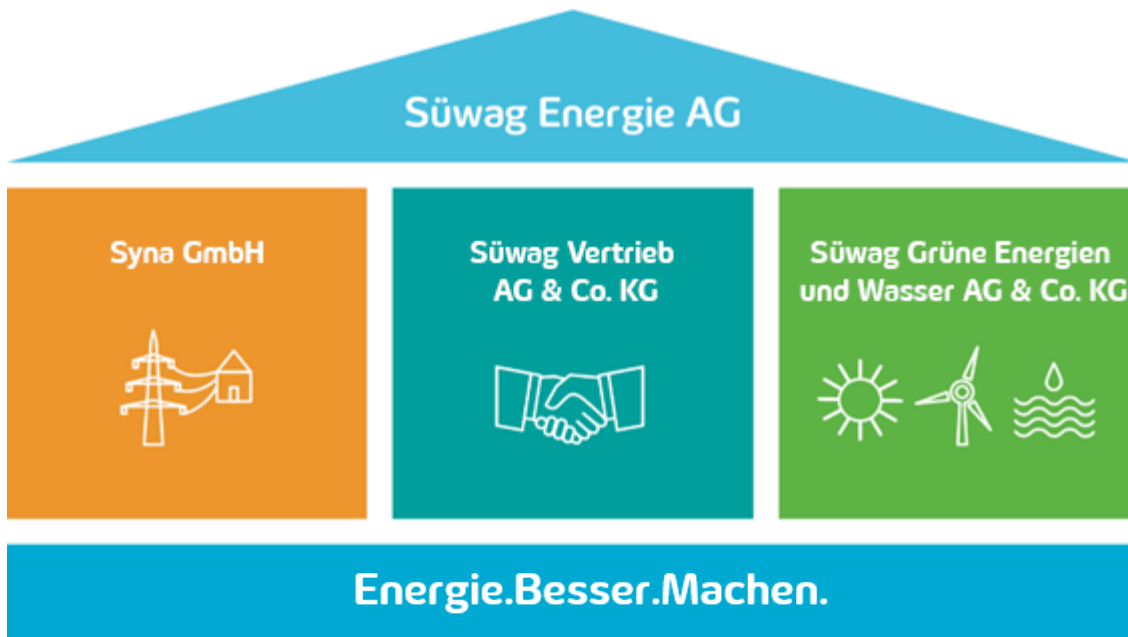 Süwag Energie AG
Syna GmbH
Süwag Vertrieb
AG & Co. KG
Süwag Grüne Energien
und Wasser AG & Co. KG
Energie.Besser.Machen.